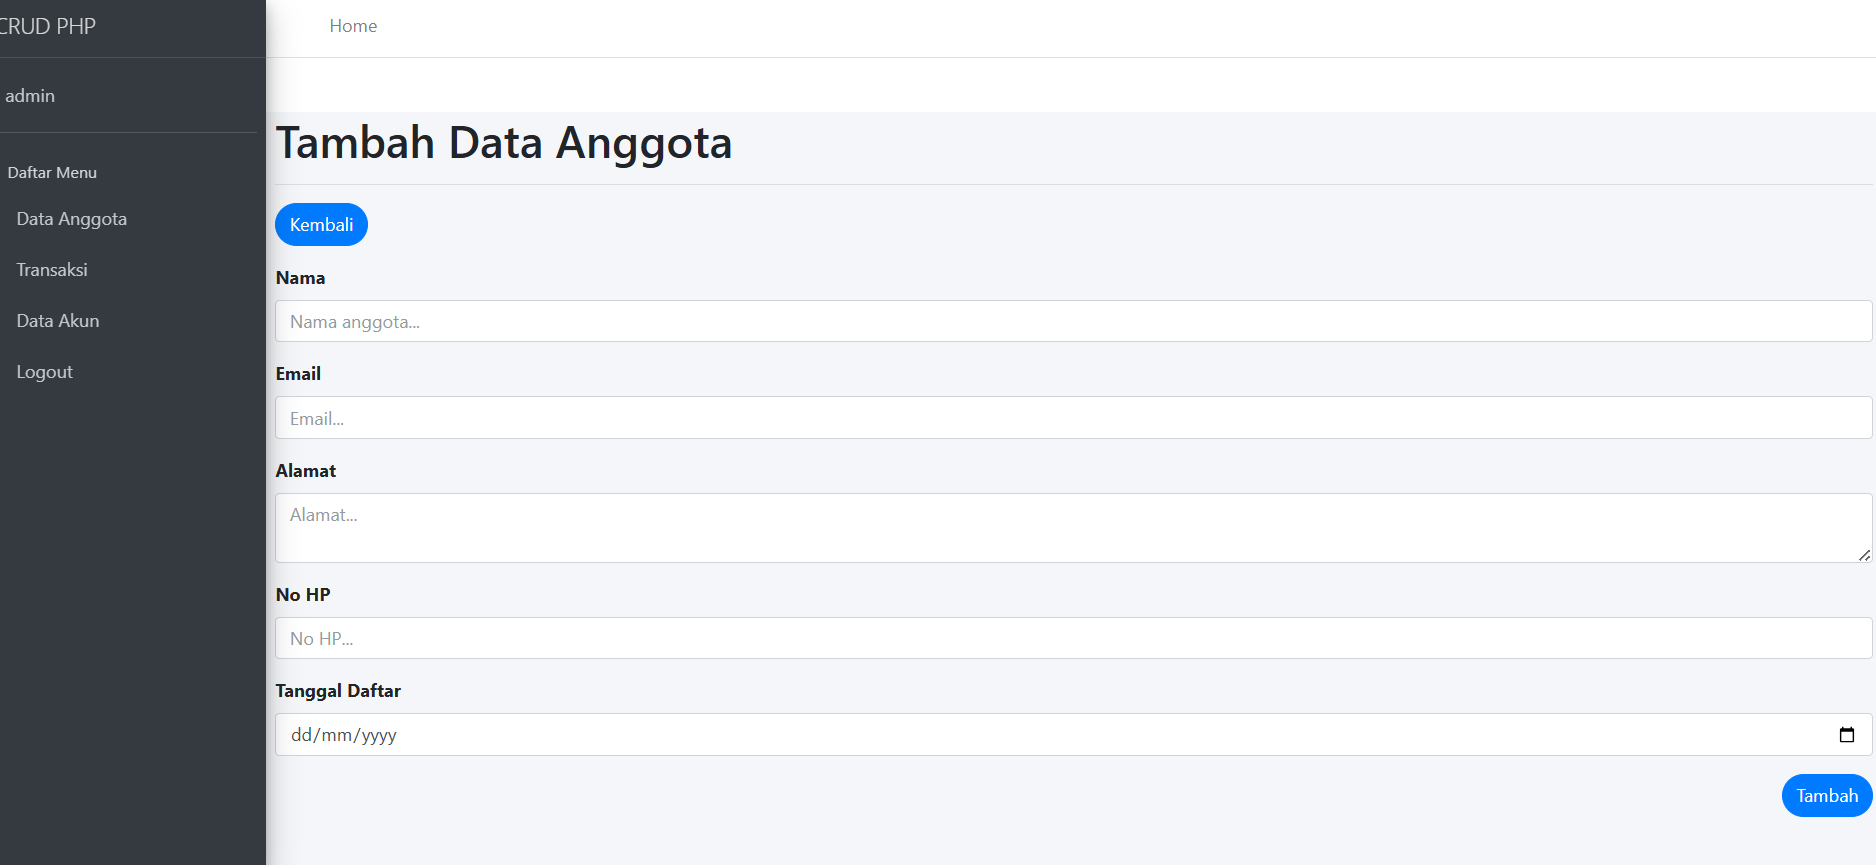 CRUD PHP
Home
admin
Daftar Menu
Data Anggota
Transaksi
Data Akun
Logout
Tambah Data Anggota
Kembali
Nama
Nama anggota...
Email
Email...
Alamat
Alamat...
No HP
No HP...
Tanggal Daftar
dd/mm/yyyy
Tambah